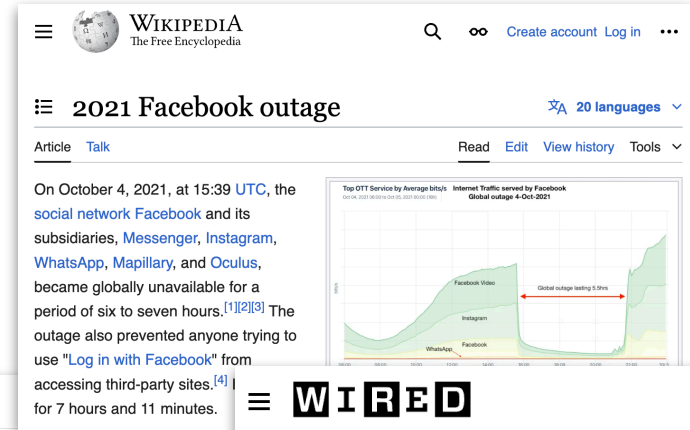 WIKIPEDIA
The Free Encyclopedia
Create account Log in
2021 Facebook outage
20 languages
Article Talk
Read Edit View history Tools
On October 4, 2021, at 15:39 UTC, the
social network Facebook and its
subsidiaries, Messenger, Instagram,
WhatsApp, Mapillary, and Oculus,
became globally unavailable for a
period of six to seven hours.[1][2][3] The
outage also prevented anyone trying to
use "Log in with Facebook" from
accessing third-party sites.[4]
for 7 hours and 11 minutes.
Top OTT Service by Average bits/s Internet Traffic served by Facebook
Global outage 4-Oct-2021
Facebook Video
Global outage lasting 5.5hrs
Instagram
Facebook
WhatsApp
WIRED